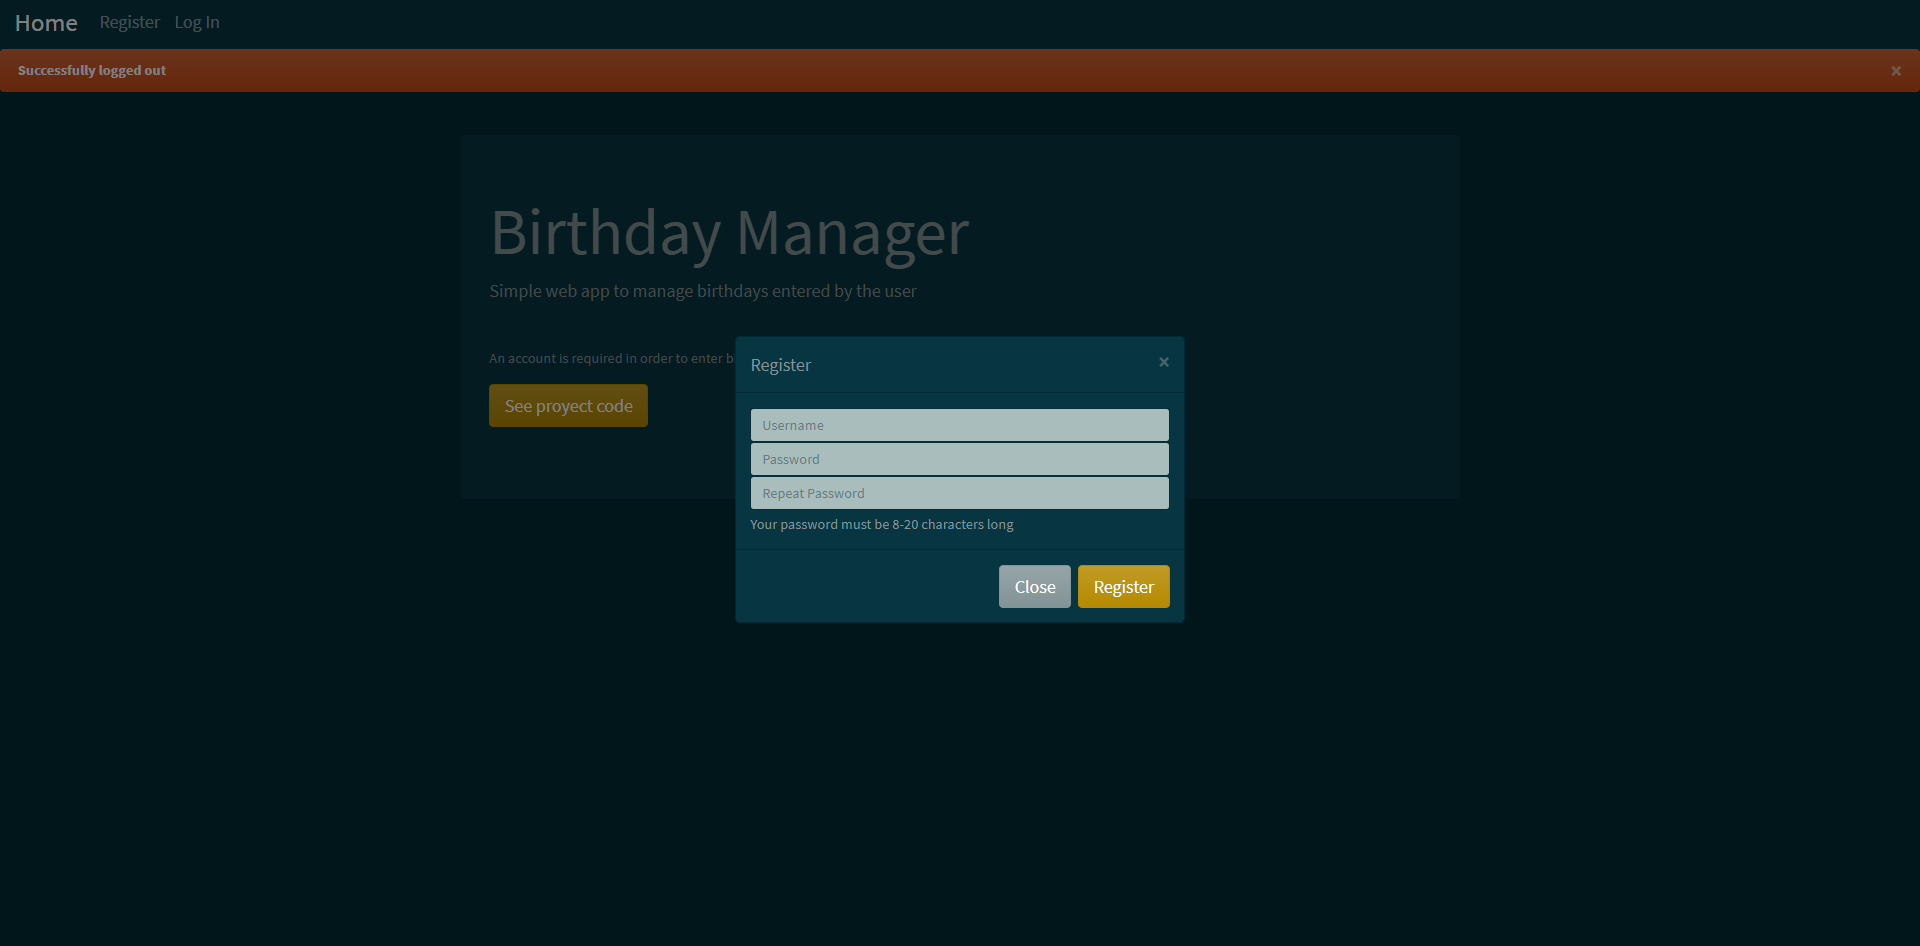 Home Register Log In
Successfully logged out
×
Birthday Manager
Simple web app to manage birthdays entered by the user
An account is required in order to enter b
See proyect code
Register
×
Username
Password
Repeat Password
Your password must be 8-20 characters long
Close Register